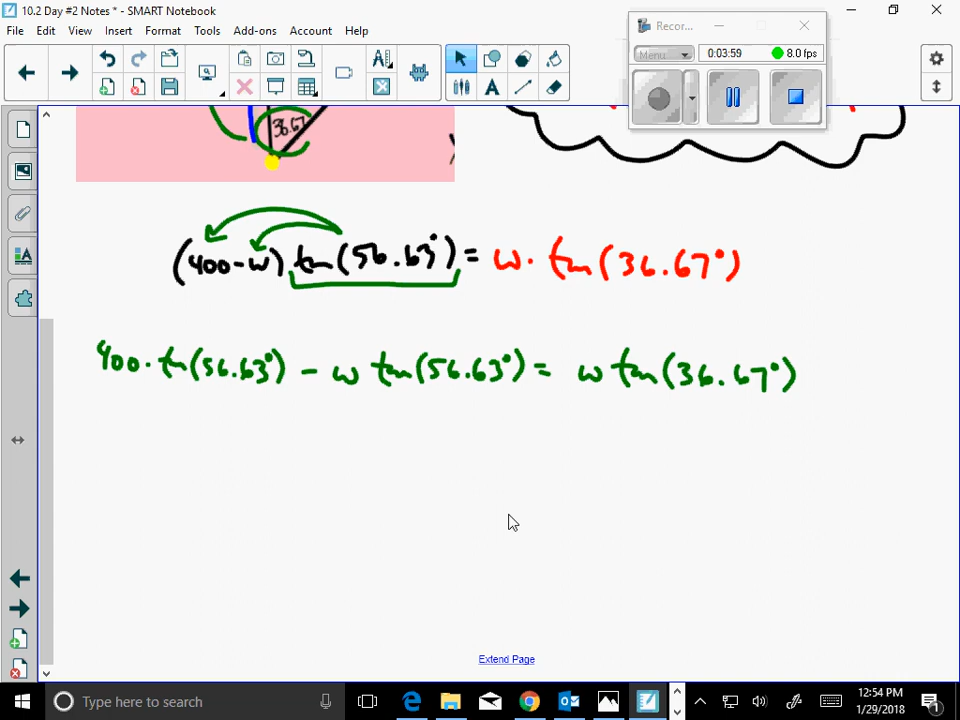 10.2 Day #2 Notes * - SMART Notebook
File Edit View Insert Format Tools Add-ons Account Help
Recor...
Menu 0:03:59 8.0 fps
36.67
(400-w) tan(56.63°) = w · tan(36.67°)
400 · tan(56.63°) - w tan(56.63°) = w tan(36.67°)
Extend Page
Type here to search
12:54 PM
1/29/2018
1